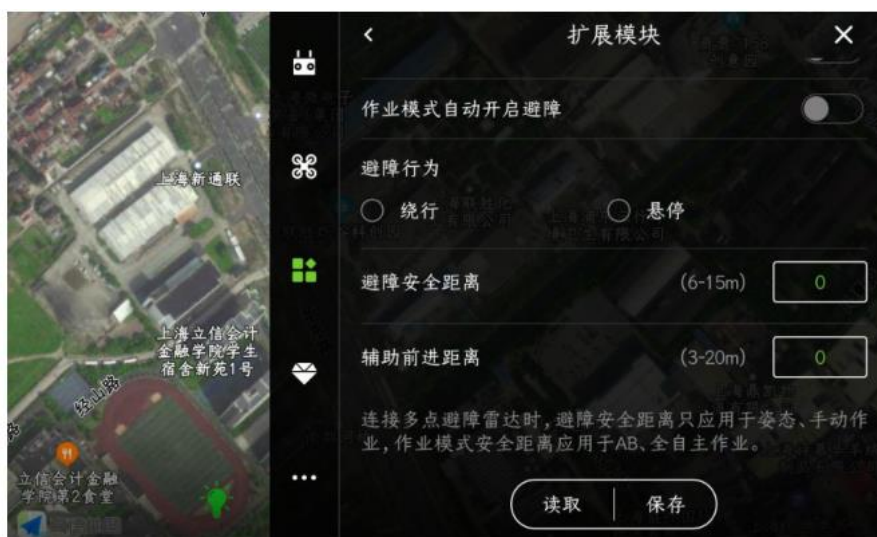 扩展模块
作业模式自动开启避障
避障行为
绕行
悬停
避障安全距离
(6-15m)
0
辅助前进距离
(3-20m)
0
连接多点避障雷达时,避障安全距离只应用于姿态、手动作
业,作业模式安全距离应用于AB、全自主作业。
读取
保存
上海新通联
上海立信会计
金融学院学生
宿舍新苑1号
经山路
立信会计金融
学院第2食堂